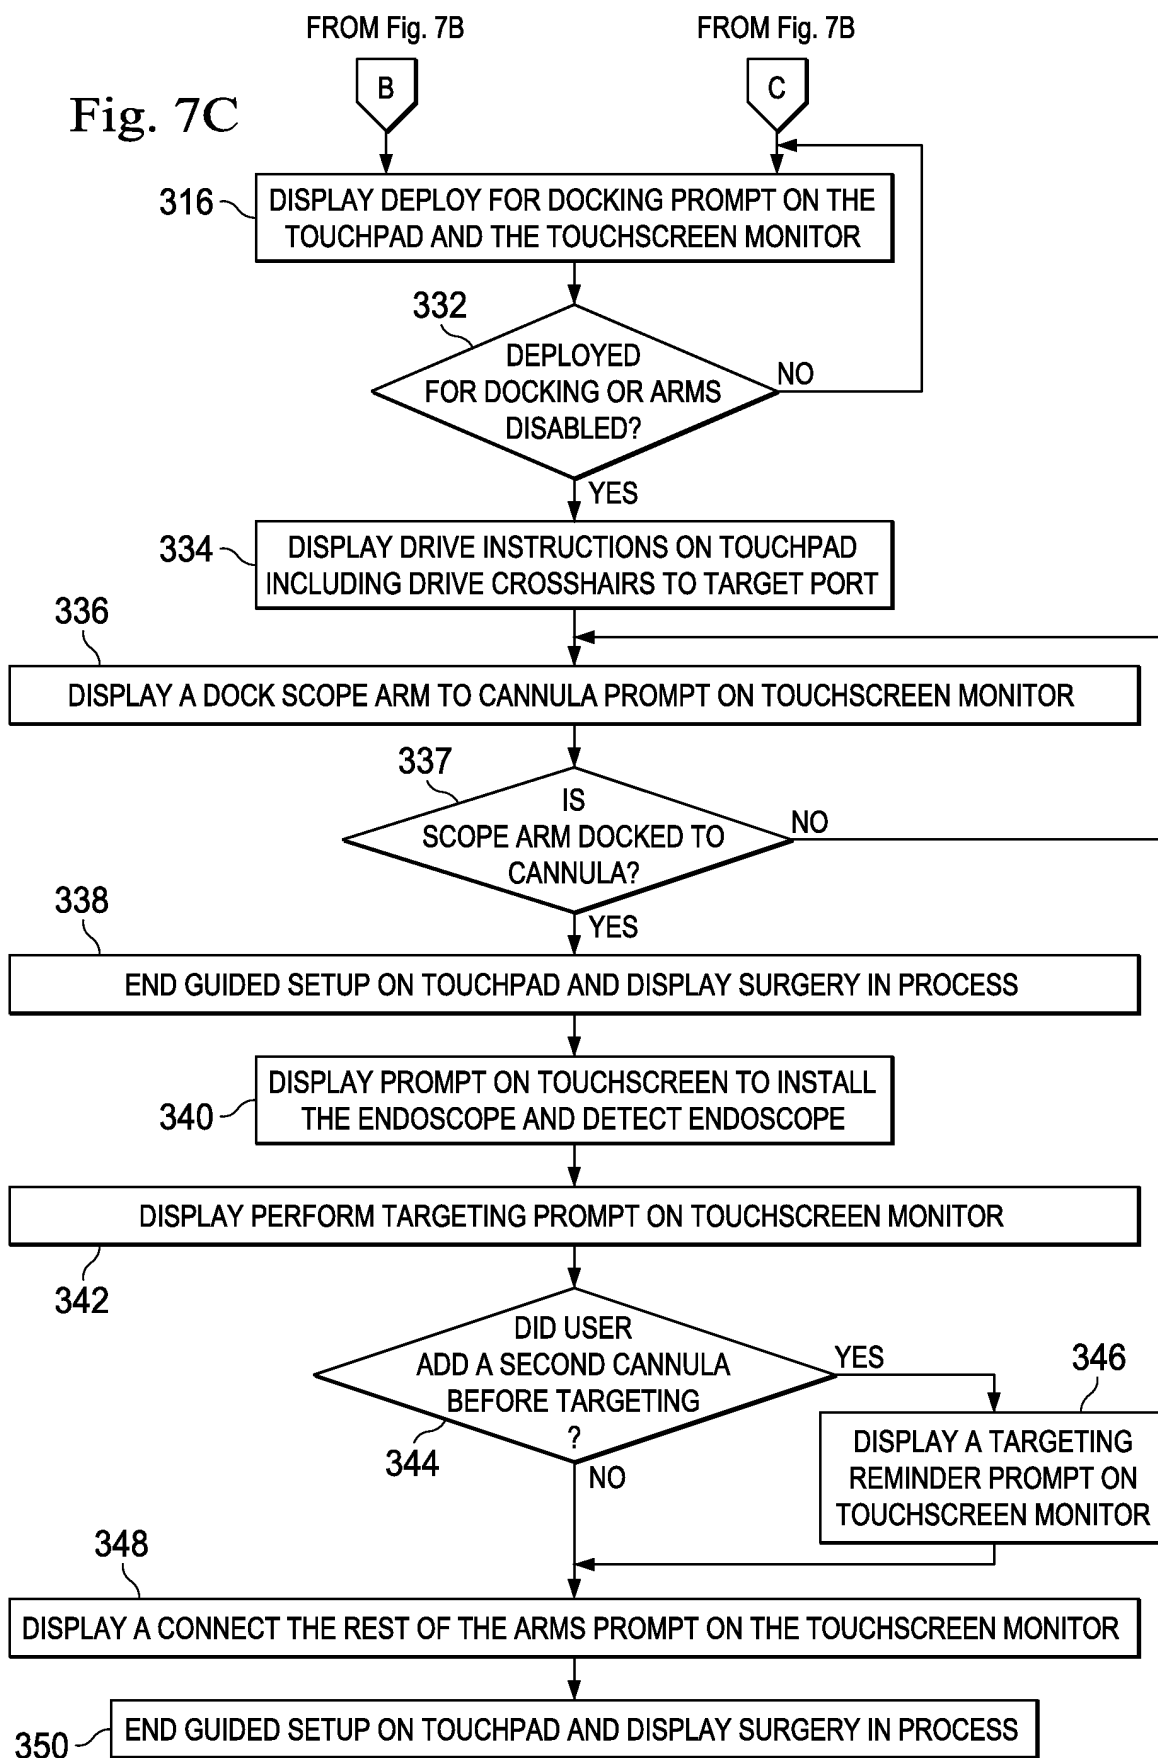 FROM Fig. 7B
FROM Fig. 7B
B
C
Fig. 7C
316
DISPLAY DEPLOY FOR DOCKING PROMPT ON THE
TOUCHPAD AND THE TOUCHSCREEN MONITOR
332
DEPLOYED
FOR DOCKING OR ARMS
DISABLED?
NO
YES
334
DISPLAY DRIVE INSTRUCTIONS ON TOUCHPAD
INCLUDING DRIVE CROSSHAIRS TO TARGET PORT
336
DISPLAY A DOCK SCOPE ARM TO CANNULA PROMPT ON TOUCHSCREEN MONITOR
337
IS
SCOPE ARM DOCKED TO
CANNULA?
NO
YES
338
END GUIDED SETUP ON TOUCHPAD AND DISPLAY SURGERY IN PROCESS
340
DISPLAY PROMPT ON TOUCHSCREEN TO INSTALL
THE ENDOSCOPE AND DETECT ENDOSCOPE
DISPLAY PERFORM TARGETING PROMPT ON TOUCHSCREEN MONITOR
342
DID USER
ADD A SECOND CANNULA
BEFORE TARGETING
?
344
YES
NO
346
DISPLAY A TARGETING
REMINDER PROMPT ON
TOUCHSCREEN MONITOR
348
DISPLAY A CONNECT THE REST OF THE ARMS PROMPT ON THE TOUCHSCREEN MONITOR
350
END GUIDED SETUP ON TOUCHPAD AND DISPLAY SURGERY IN PROCESS